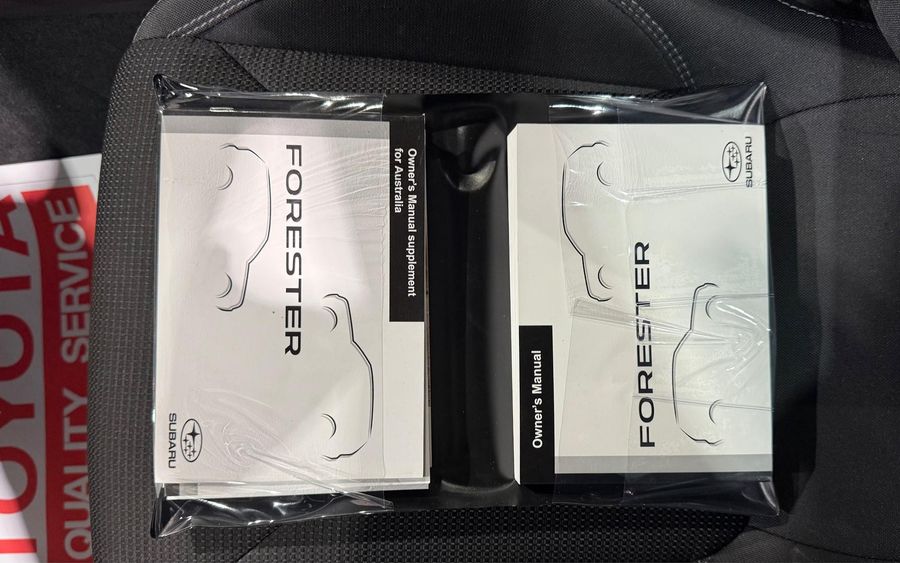 TOYOTA
QUALITY SERVICE
Owner's Manual supplement
for Australia
FORESTER
SUBARU
SUBARU
FORESTER
Owner's Manual